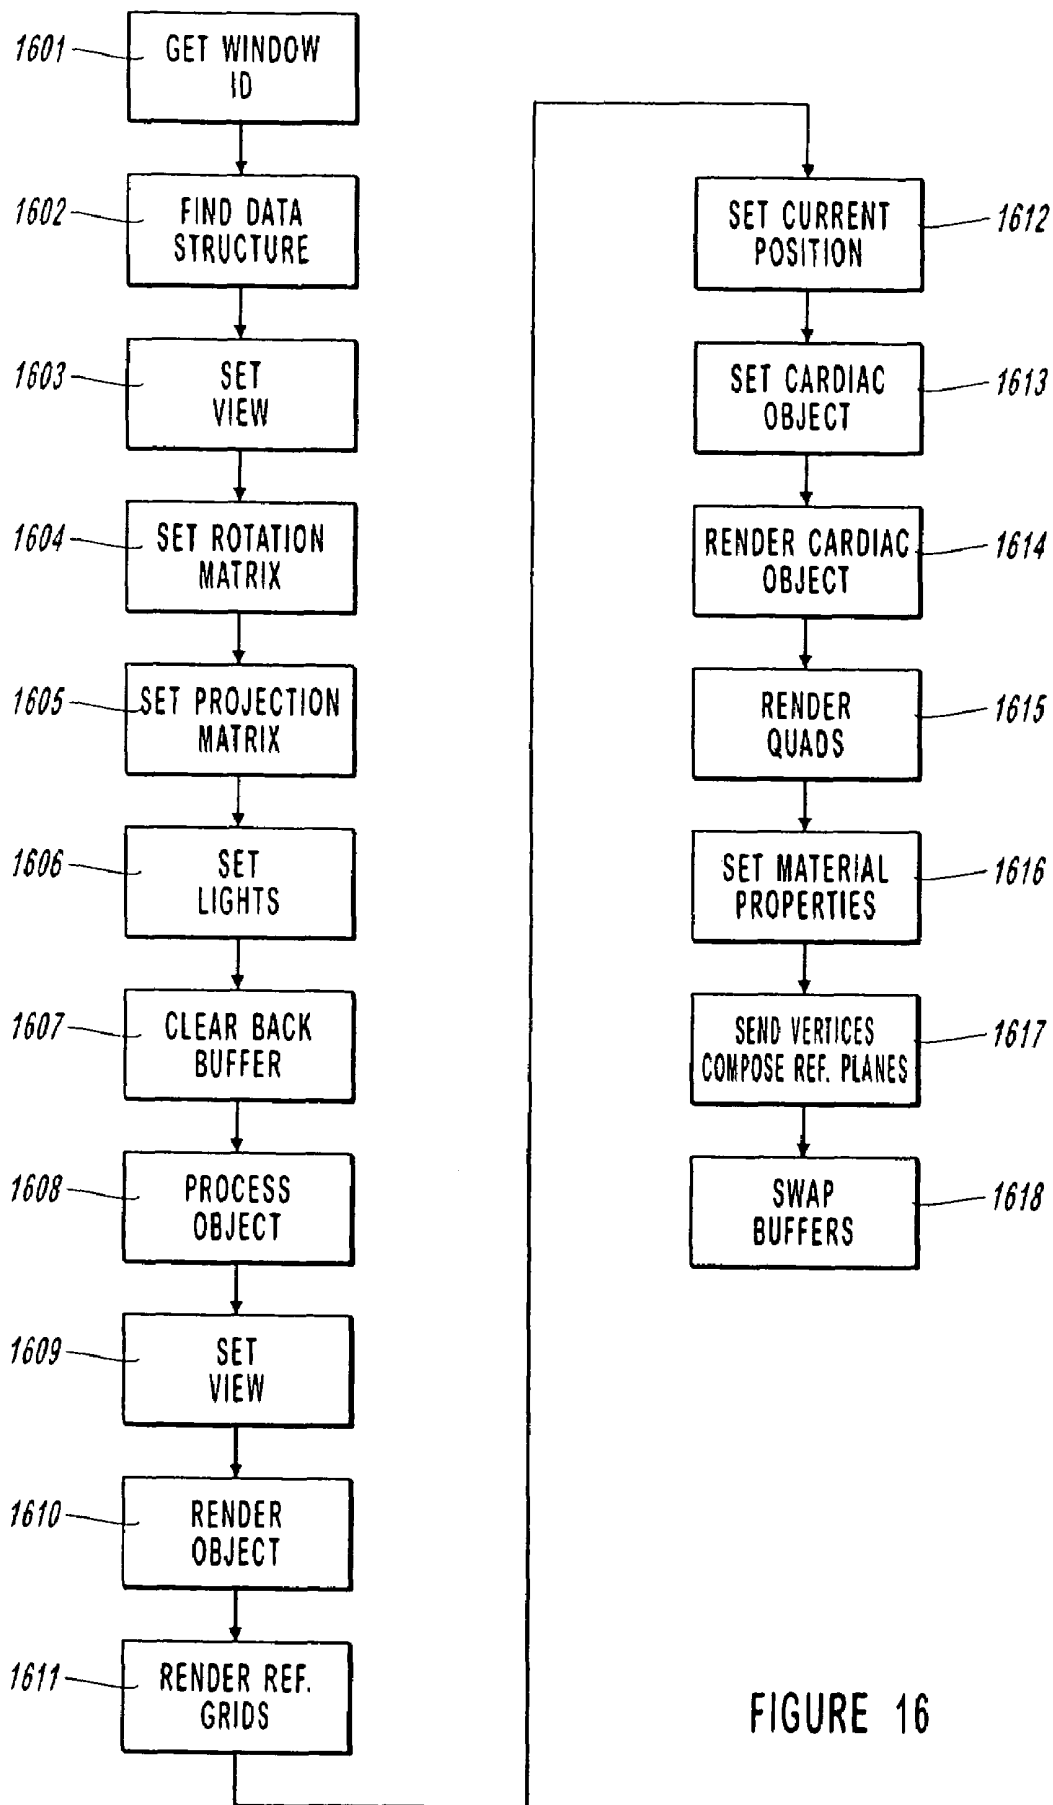 1601
GET WINDOW
ID
1602
FIND DATA
STRUCTURE
1603
SET
VIEW
1604
SET ROTATION
MATRIX
1605
SET PROJECTION
MATRIX
1606
SET
LIGHTS
1607
CLEAR BACK
BUFFER
1608
PROCESS
OBJECT
1609
SET
VIEW
1610
RENDER
OBJECT
1611
RENDER REF.
GRIDS
SET CURRENT
POSITION
1612
SET CARDIAC
OBJECT
1613
RENDER CARDIAC
OBJECT
1614
RENDER
QUADS
1615
SET MATERIAL
PROPERTIES
1616
SEND VERTICES
COMPOSE REF. PLANES
1617
SWAP
BUFFERS
1618
FIGURE 16